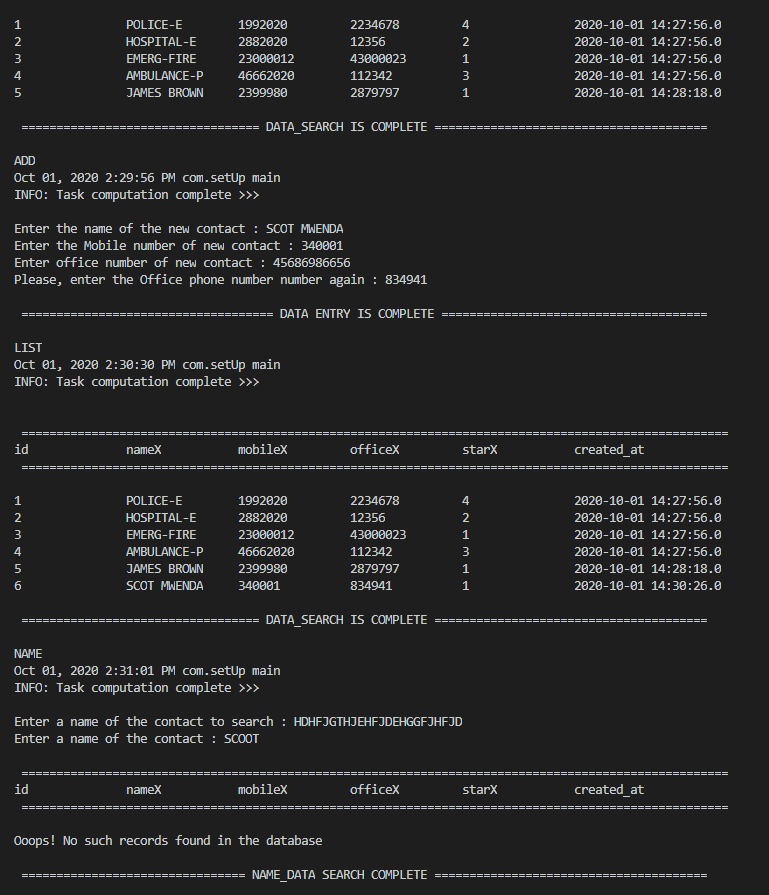 1 POLICE-E 1992020 2234678 4 2020-10-01 14:27:56.0
2 HOSPITAL-E 2882020 12356 2 2020-10-01 14:27:56.0
3 EMERG-FIRE 23000012 43000023 1 2020-10-01 14:27:56.0
4 AMBULANCE-P 46662020 112342 3 2020-10-01 14:27:56.0
5 JAMES BROWN 2399980 2879797 1 2020-10-01 14:28:18.0
================================== DATA_SEARCH IS COMPLETE =======================================
ADD
Oct 01, 2020 2:29:56 PM com.setUp main
INFO: Task computation complete >>>
Enter the name of the new contact : SCOT MWENDA
Enter the Mobile number of new contact : 340001
Enter office number of new contact : 45686986656
Please, enter the Office phone number number again : 834941
==================================== DATA ENTRY IS COMPLETE ======================================
LIST
Oct 01, 2020 2:30:30 PM com.setUp main
INFO: Task computation complete >>>
=====================================================================================================
id nameX mobileX officeX starX created_at
=====================================================================================================
1 POLICE-E 1992020 2234678 4 2020-10-01 14:27:56.0
2 HOSPITAL-E 2882020 12356 2 2020-10-01 14:27:56.0
3 EMERG-FIRE 23000012 43000023 1 2020-10-01 14:27:56.0
4 AMBULANCE-P 46662020 112342 3 2020-10-01 14:27:56.0
5 JAMES BROWN 2399980 2879797 1 2020-10-01 14:28:18.0
6 SCOT MWENDA 340001 834941 1 2020-10-01 14:30:26.0
================================== DATA_SEARCH IS COMPLETE =======================================
NAME
Oct 01, 2020 2:31:01 PM com.setUp main
INFO: Task computation complete >>>
Enter a name of the contact to search : HDHFJGTHJEHFJDEHGGFJHFJD
Enter a name of the contact : SCOOT
=====================================================================================================
id nameX mobileX officeX starX created_at
=====================================================================================================
Ooops! No such records found in the database
================================ NAME_DATA SEARCH COMPLETE =======================================